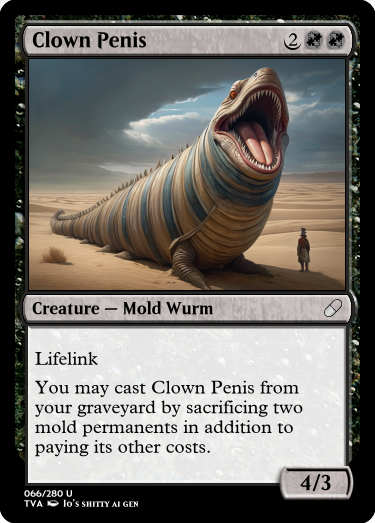 Clown Penis 2
Creature — Mold Wurm
Lifelink
You may cast Clown Penis from
your graveyard by sacrificing two
mold permanents in addition to
paying its other costs.
4/3
066/280 U
TVA Io's SHITTY AI GEN